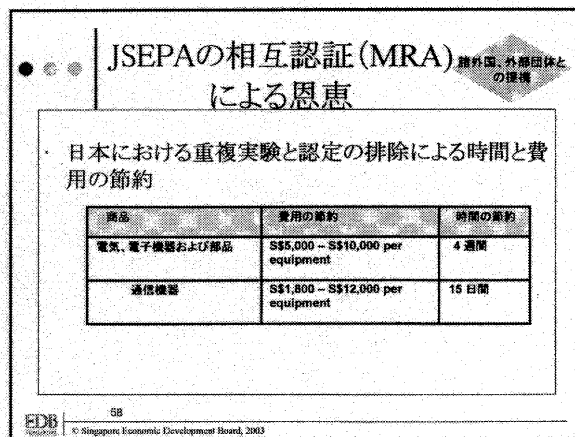 JSEPAの相互認証(MRA)
による恩恵
諸外国、外部団体と
の提携
・ 日本における重複実験と認定の排除による時間と費
用の節約
商品 費用の節約 時間の節約
電気、電子機器および部品 S$5,000 – S$10,000 per
equipment 4 週間
通信機器 S$1,800 – S$12,000 per
equipment 15 日間
58
EDB
© Singapore Economic Development Board, 2003